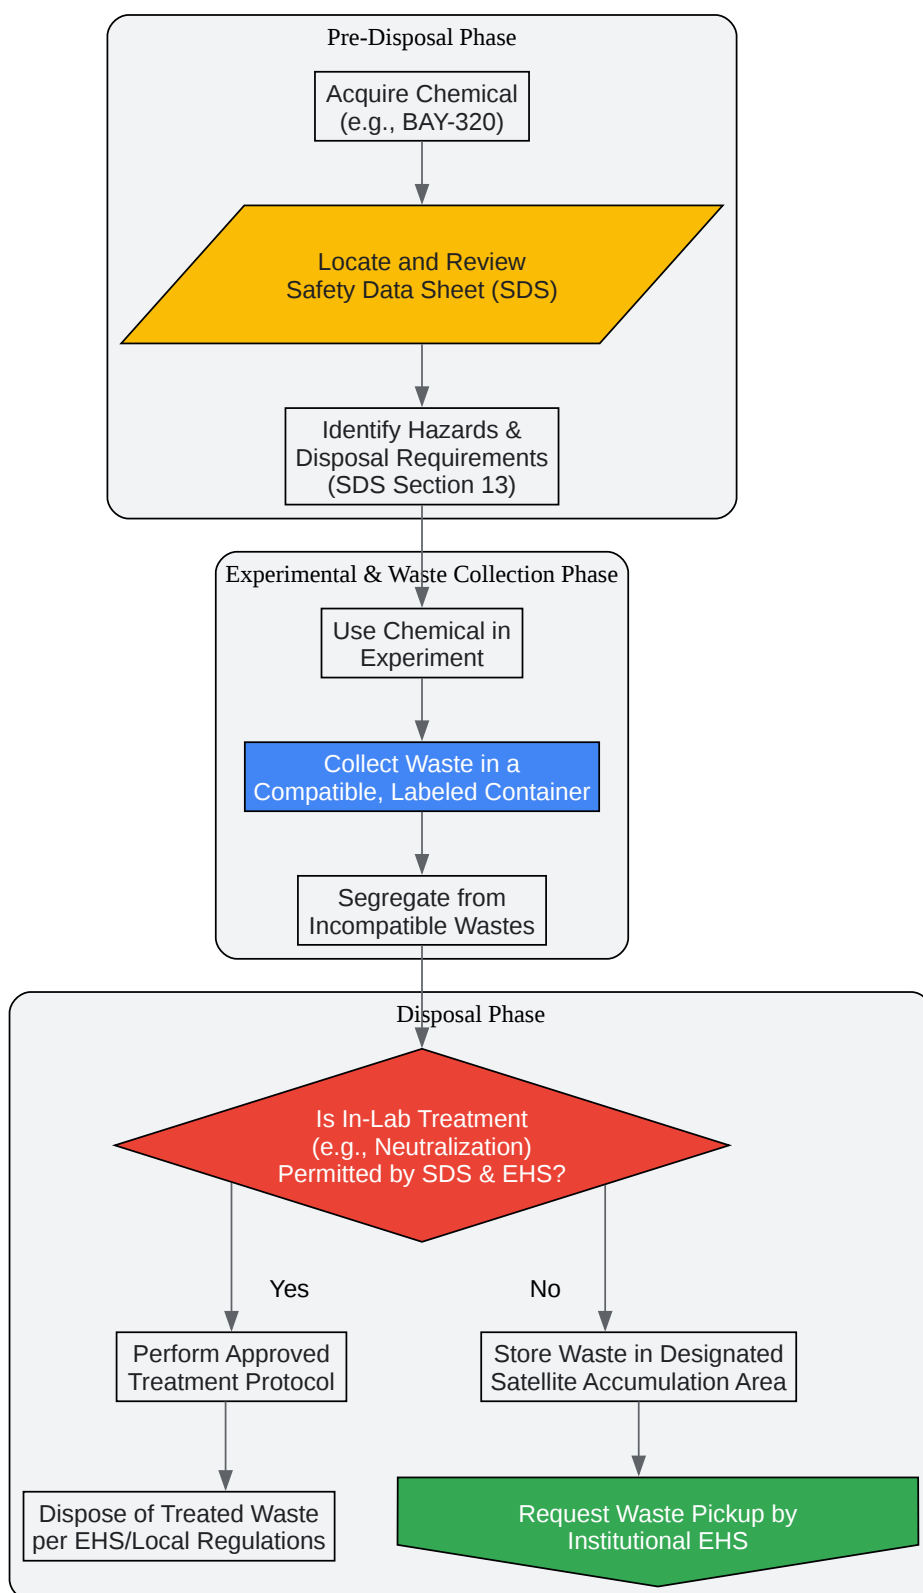 Pre-Disposal Phase
Acquire Chemical
(e.g., BAY-320)
Locate and Review
Safety Data Sheet (SDS)
Identify Hazards &
Disposal Requirements
(SDS Section 13)
Experimental & Waste Collection Phase
Use Chemical in
Experiment
Collect Waste in a
Compatible, Labeled Container
Segregate from
Incompatible Wastes
Disposal Phase
Is In-Lab Treatment
(e.g., Neutralization)
Permitted by SDS & EHS?
Yes
No
Perform Approved
Treatment Protocol
Store Waste in Designated
Satellite Accumulation Area
Dispose of Treated Waste
per EHS/Local Regulations
Request Waste Pickup by
Institutional EHS